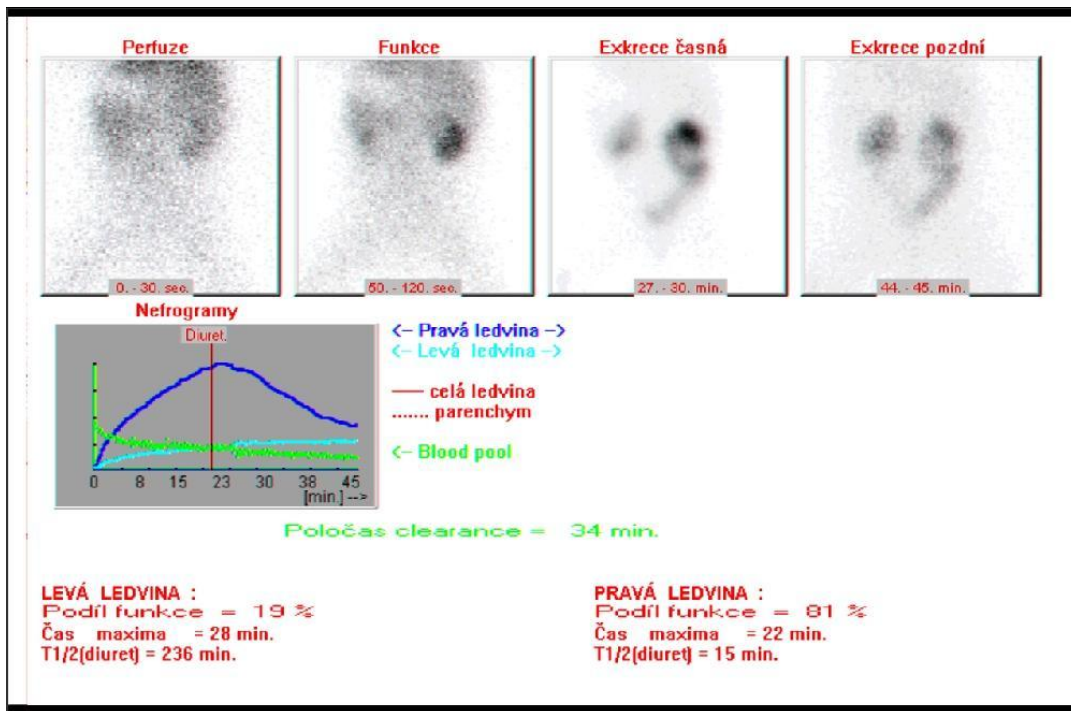 Perfuze
Funkce
Exkrece časná
Exkrece pozdní
0. - 30. sec.
50. - 120. sec.
27. - 30. min.
44. - 45. min.
Nefrogramy
Diuret.
<- Pravá ledvina ->
<- Levá ledvina ->
celá ledvina
....... parenchym
<- Blood pool
0 8 15 23 30 38 45
[min.] -->
Poločas clearance = 34 min.
LEVÁ LEDVINA :
Podíl funkce = 19 %
Čas maxima = 28 min.
T1/2(diuret) = 236 min.
PRAVÁ LEDVINA :
Podíl funkce = 81 %
Čas maxima = 22 min.
T1/2(diuret) = 15 min.